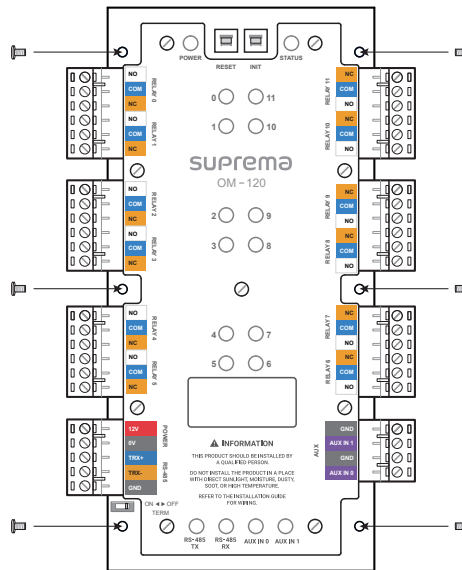 POWER
RESET
INIT
STATUS
NO
COM
NC
NO
COM
NC
RELAY 0
RELAY 1
0
11
1
10
NC
COM
NO
NC
COM
NO
RELAY 11
RELAY 10
suprema
OM-120
NO
COM
NC
NO
COM
NC
RELAY 2
RELAY 3
2
9
3
8
NC
COM
NO
NC
COM
NO
RELAY 9
RELAY 8
NO
COM
NC
NO
COM
NC
RELAY 4
RELAY 5
4
7
5
6
NC
COM
NO
NC
COM
NO
RELAY 7
RELAY 6
12V
0V
TRX+
TRX-
GND
POWER
RS-485
INFORMATION
THIS PRODUCT SHOULD BE INSTALLED BY
A QUALIFIED PERSON.
DO NOT INSTALL THE PRODUCT IN A PLACE
WITH DIRECT SUNLIGHT, MOISTURE, DUSTY,
SOOT, OR HIGH TEMPERATURE.
REFER TO THE INSTALLATION GUIDE
FOR WIRING.
AUX
GND
AUX IN 1
GND
AUX IN 0
ON ◄► OFF
TERM
RS-485
TX
RS-485
RX
AUX IN 0
AUX IN 1